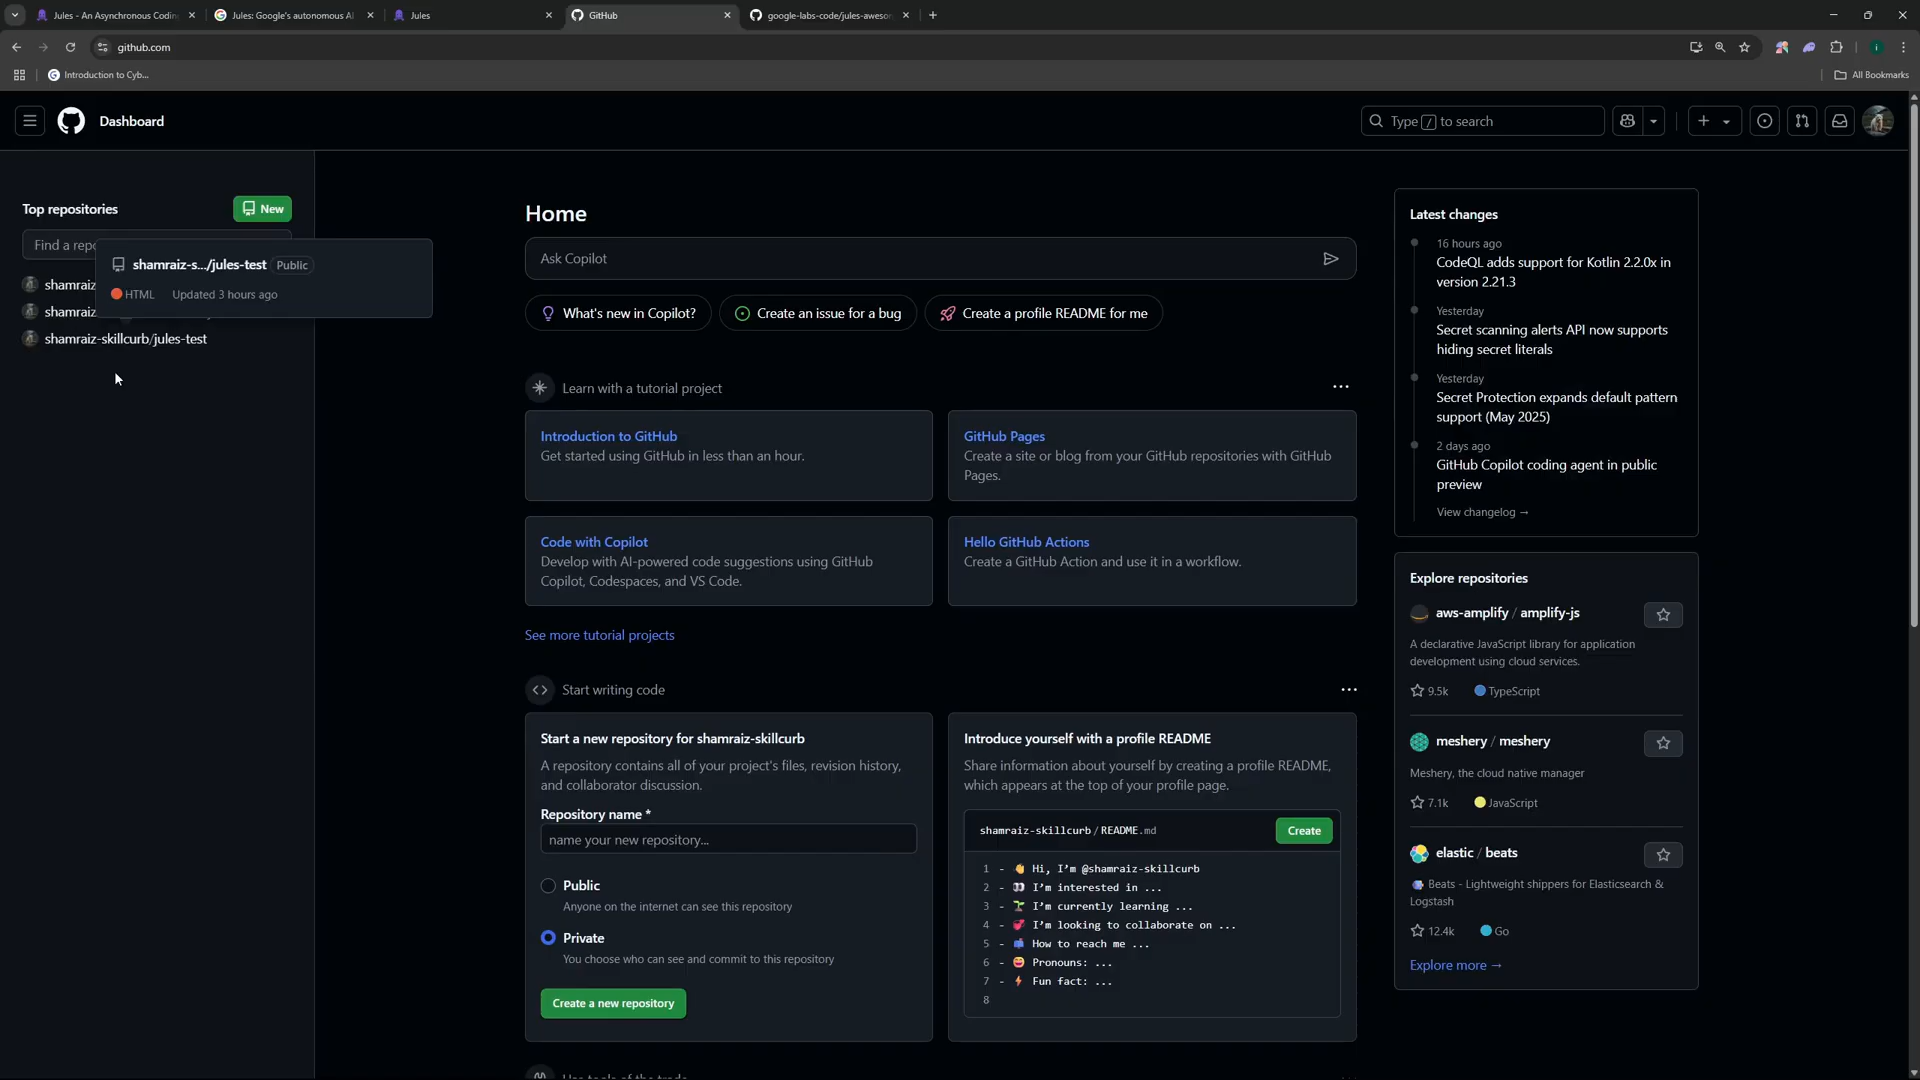 Jules - An Asynchronous Coding
Jules: Google's autonomous AI
Jules
GitHub
google-labs-code/jules-aweso
github.com
Introduction to Cyb...
All Bookmarks
Dashboard
Type / to search
Top repositories
New
Find a repo
shamraiz-s.../jules-test
Public
HTML
Updated 3 hours ago
shamraiz
shamraiz
shamraiz-skillcurb/jules-test
Home
Ask Copilot
What's new in Copilot?
Create an issue for a bug
Create a profile README for me
Learn with a tutorial project
Introduction to GitHub
Get started using GitHub in less than an hour.
GitHub Pages
Create a site or blog from your GitHub repositories with GitHub
Pages.
Code with Copilot
Develop with AI-powered code suggestions using GitHub
Copilot, Codespaces, and VS Code.
Hello GitHub Actions
Create a GitHub Action and use it in a workflow.
See more tutorial projects
Start writing code
Start a new repository for shamraiz-skillcurb
A repository contains all of your project's files, revision history,
and collaborator discussion.
Repository name *
name your new repository...
Public
Anyone on the internet can see this repository
Private
You choose who can see and commit to this repository
Create a new repository
Introduce yourself with a profile README
Share information about yourself by creating a profile README,
which appears at the top of your profile page.
shamraiz-skillcurb / README.md
Create
1 - 👋 Hi, I'm @shamraiz-skillcurb
2 - 👀 I'm interested in ...
3 - 🌱 I'm currently learning ...
4 - 💞️ I'm looking to collaborate on ...
5 - 📫 How to reach me ...
6 - 😄 Pronouns: ...
7 - ⚡ Fun fact: ...
8
Latest changes
16 hours ago
CodeQL adds support for Kotlin 2.2.0x in
version 2.21.3
Yesterday
Secret scanning alerts API now supports
hiding secret literals
Yesterday
Secret Protection expands default pattern
support (May 2025)
2 days ago
GitHub Copilot coding agent in public
preview
View changelog →
Explore repositories
aws-amplify / amplify-js
A declarative JavaScript library for application
development using cloud services.
9.5k
TypeScript
meshery / meshery
Meshery, the cloud native manager
7.1k
JavaScript
elastic / beats
Beats - Lightweight shippers for Elasticsearch &
Logstash
12.4k
Go
Explore more →